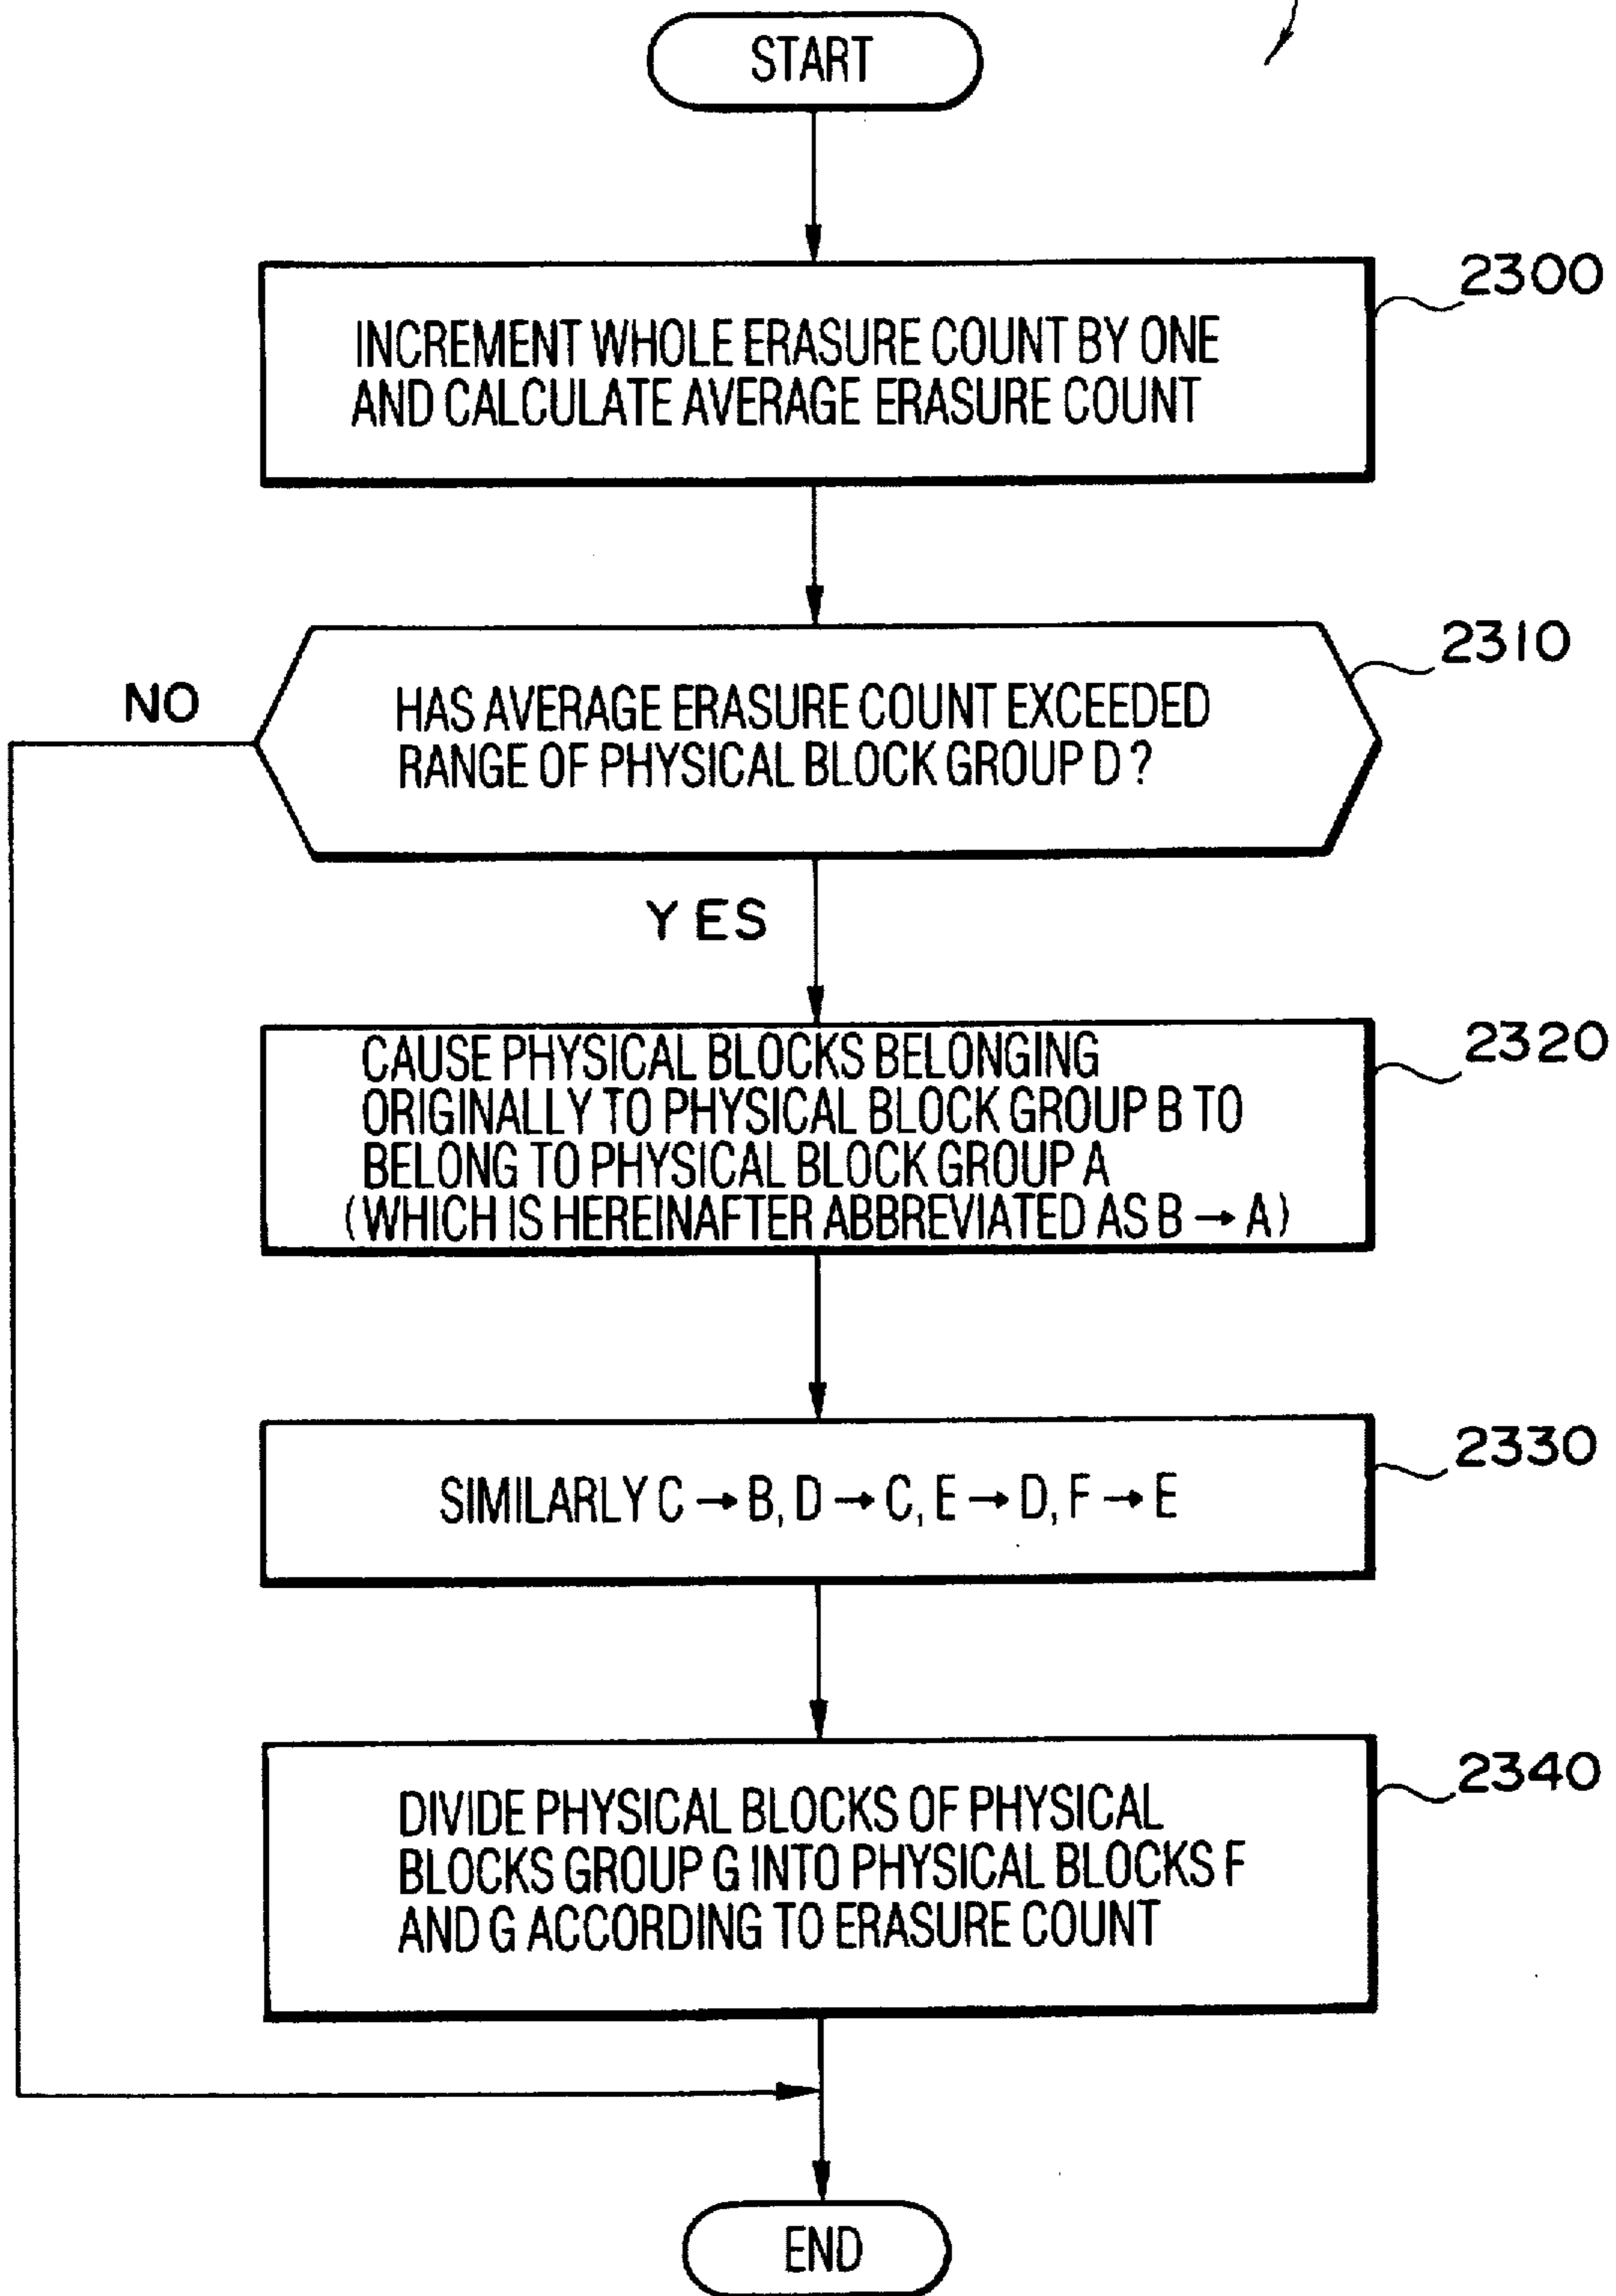 START
2300
INCREMENT WHOLE ERASURE COUNT BY ONE
AND CALCULATE AVERAGE ERASURE COUNT
2310
NO
HAS AVERAGE ERASURE COUNT EXCEEDED
RANGE OF PHYSICAL BLOCK GROUP D?
YES
2320
CAUSE PHYSICAL BLOCKS BELONGING
ORIGINALLY TO PHYSICAL BLOCK GROUP B TO
BELONG TO PHYSICAL BLOCK GROUP A
(WHICH IS HEREINAFTER ABBREVIATED AS B → A)
2330
SIMILARLY C → B, D → C, E → D, F → E
2340
DIVIDE PHYSICAL BLOCKS OF PHYSICAL
BLOCKS GROUP G INTO PHYSICAL BLOCKS F
AND G ACCORDING TO ERASURE COUNT
END